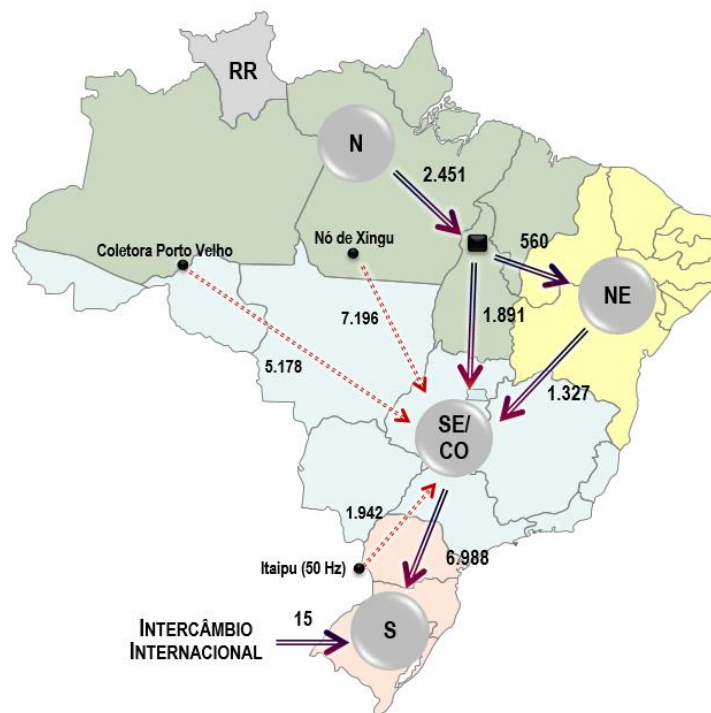 RR
N
2.451
Coletora Porto Velho
Nó de Xingu
560
NE
7.196
1.891
5.178
1.327
SE/
CO
1.942
6.988
Itaipu (50 Hz)
15
S
INTERCÂMBIO
INTERNACIONAL